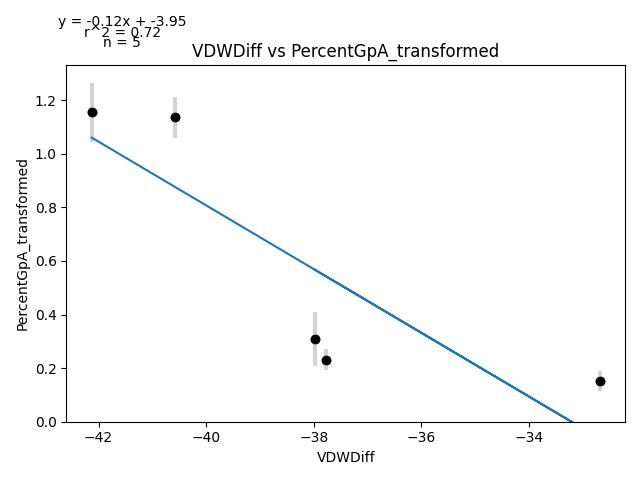 y = -0.12x + -3.95
r^2 = 0.72
n = 5
VDWDiff vs PercentGpA_transformed
1.2
1.0
0.8
0.6
0.4
0.2
0.0
PercentGpA_transformed
−42
−40
−38
−36
−34
VDWDiff